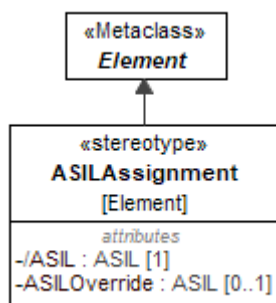 «Metaclass»
Element
«stereotype»
ASILAssignment
[Element]
attributes
-/ASIL : ASIL [1]
-ASILOverride : ASIL [0..1]